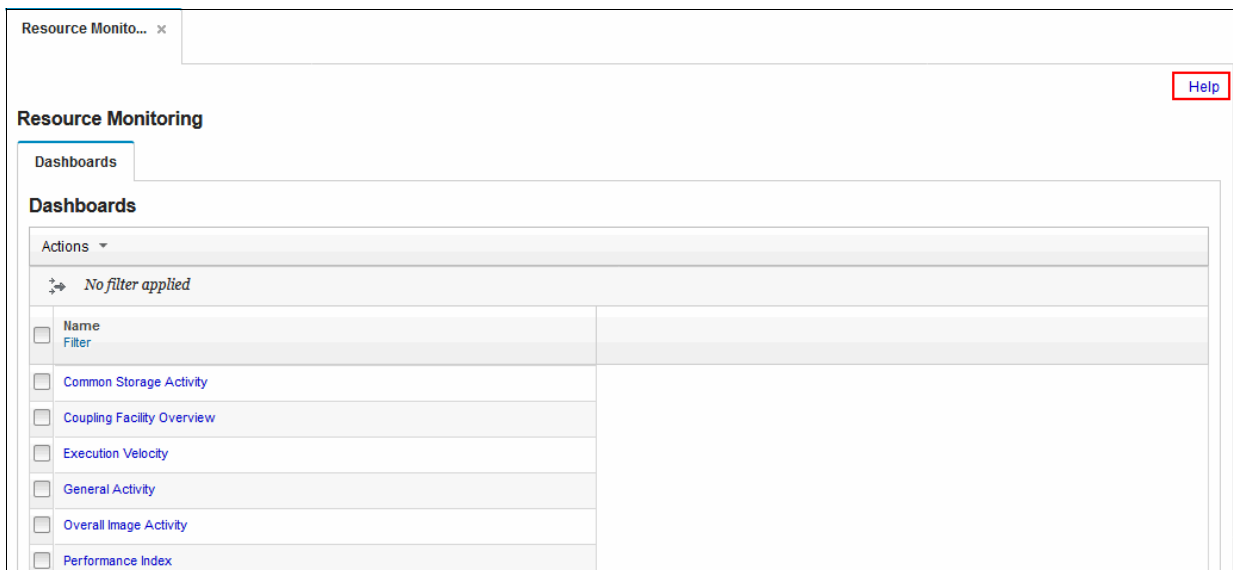 Resource Monito... ×
Help
Resource Monitoring
Dashboards
Dashboards
Actions
No filter applied
Name
Filter
Common Storage Activity
Coupling Facility Overview
Execution Velocity
General Activity
Overall Image Activity
Performance Index